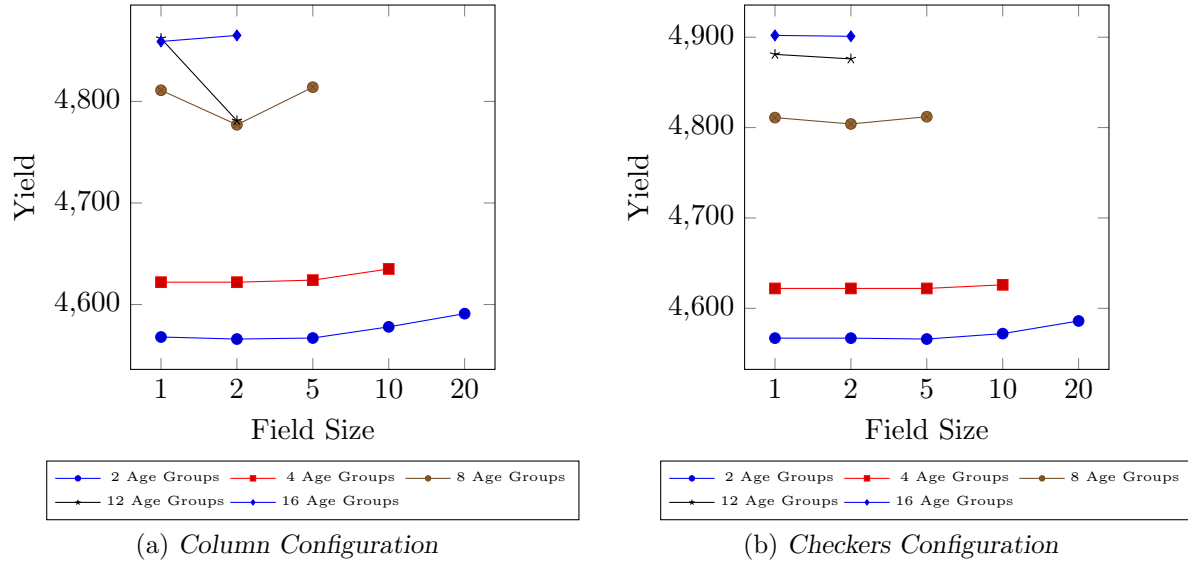 4,800
4,700
4,600
Yield
1 2 5 10 20
Field Size
2 Age Groups 4 Age Groups 8 Age Groups
12 Age Groups 16 Age Groups
(a) Column Configuration
4,900
4,800
4,700
4,600
Yield
1 2 5 10 20
Field Size
2 Age Groups 4 Age Groups 8 Age Groups
12 Age Groups 16 Age Groups
(b) Checkers Configuration